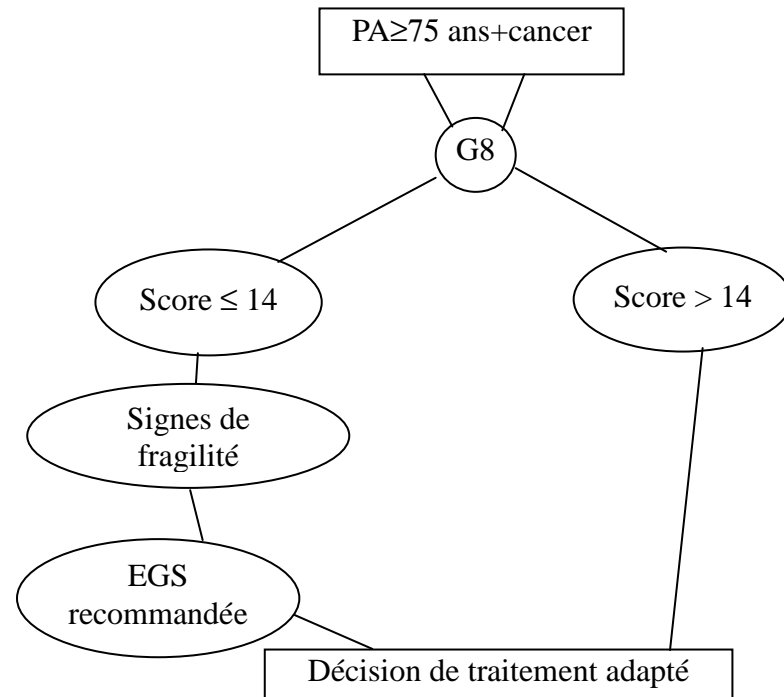 PA≥75 ans+cancer
G8
Score ≤ 14
Score > 14
Signes de
fragilité
EGS
recommandée
Décision de traitement adapté